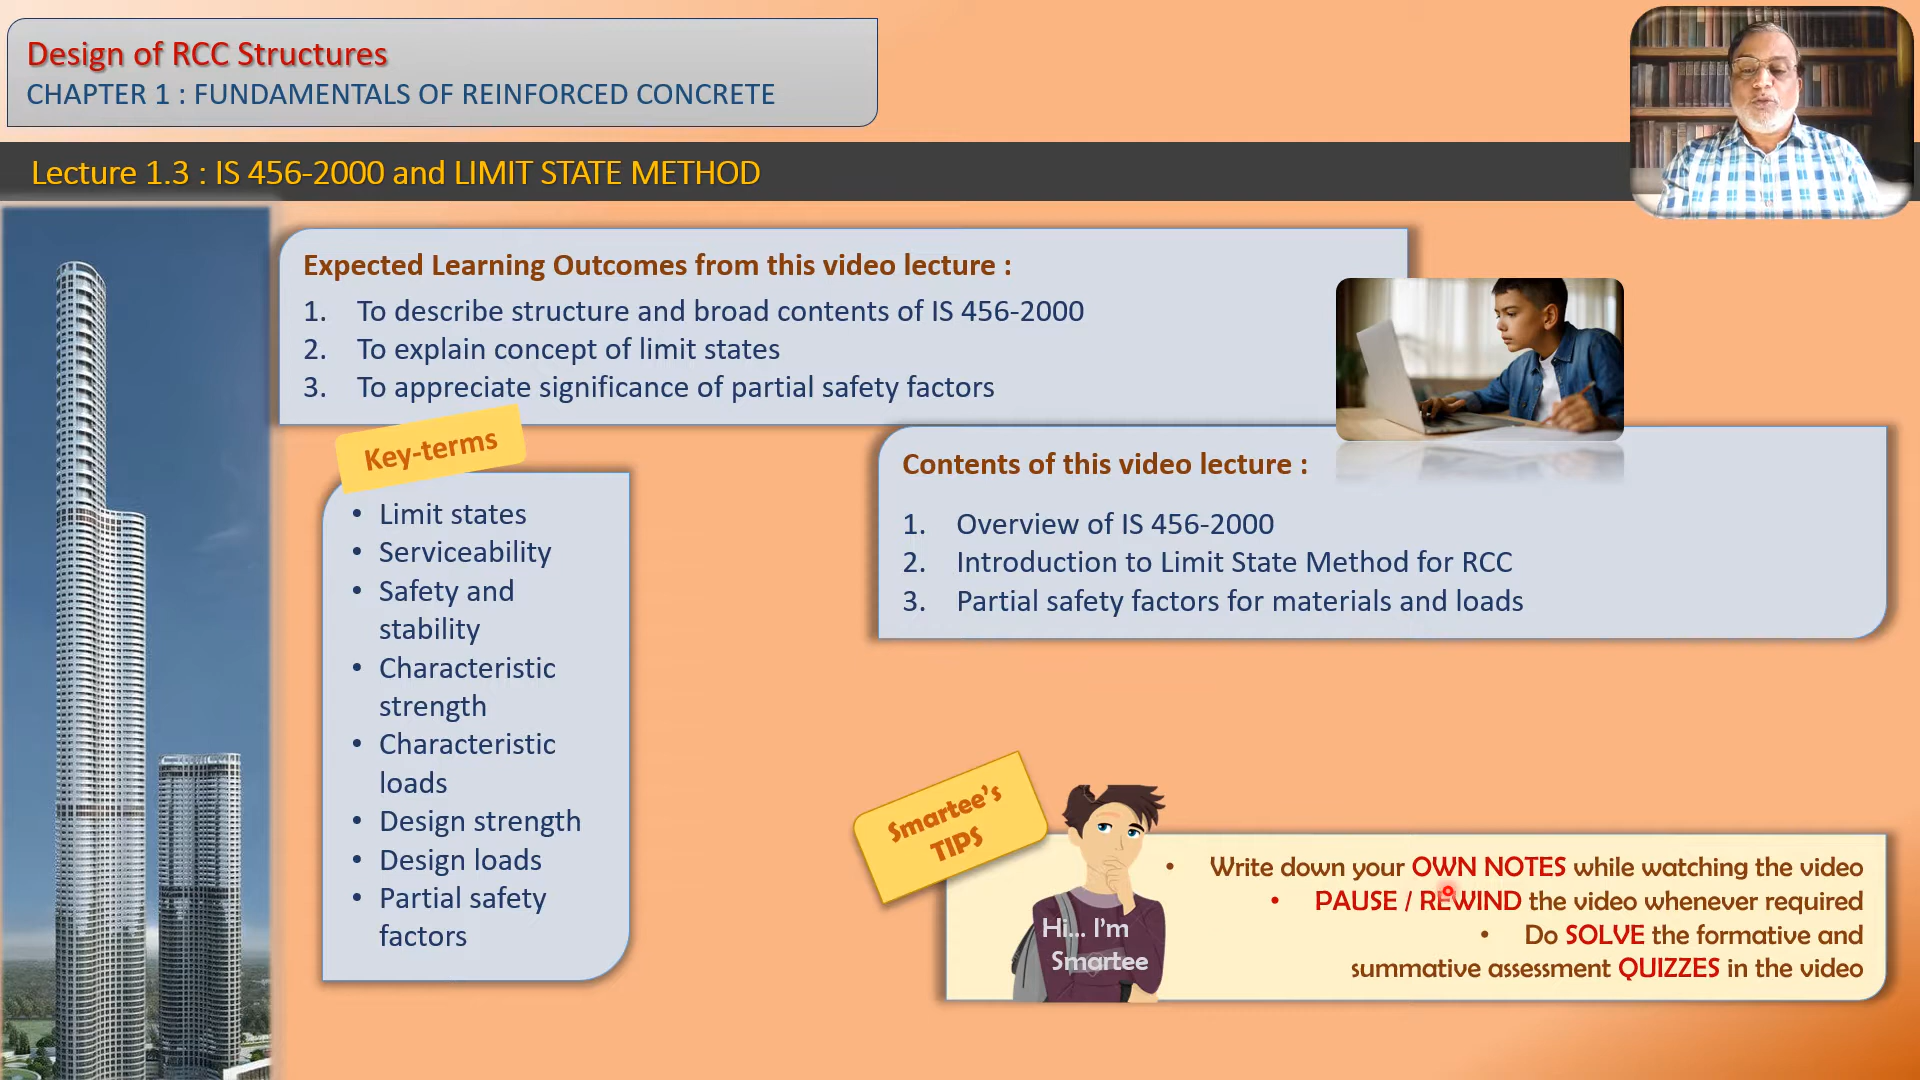 Design of RCC Structures
CHAPTER 1 : FUNDAMENTALS OF REINFORCED CONCRETE
Lecture 1.3 : IS 456-2000 and LIMIT STATE METHOD
Expected Learning Outcomes from this video lecture :
1. To describe structure and broad contents of IS 456-2000
2. To explain concept of limit states
3. To appreciate significance of partial safety factors
Key-terms
• Limit states
• Serviceability
• Safety and
stability
• Characteristic
strength
• Characteristic
loads
• Design strength
• Design loads
• Partial safety
factors
Contents of this video lecture :
1. Overview of IS 456-2000
2. Introduction to Limit State Method for RCC
3. Partial safety factors for materials and loads
Smartee's
TIPS
Hi... I'm
Smartee
• Write down your OWN NOTES while watching the video
• PAUSE / REWIND the video whenever required
• Do SOLVE the formative and
summative assessment QUIZZES in the video